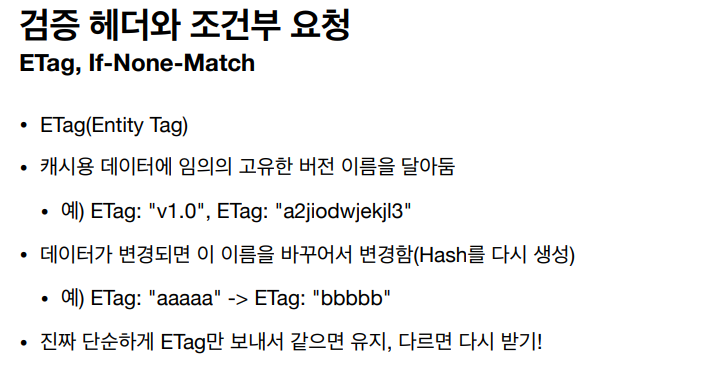 검증 헤더와 조건부 요청
ETag, If-None-Match
• ETag(Entity Tag)
• 캐시용 데이터에 임의의 고유한 버전 이름을 달아둠
• 예) ETag: "v1.0", ETag: "a2jiodwjekjl3"
• 데이터가 변경되면 이 이름을 바꾸어서 변경함(Hash를 다시 생성)
• 예) ETag: "aaaaa" -> ETag: "bbbbb"
• 진짜 단순하게 ETag만 보내서 같으면 유지, 다르면 다시 받기!